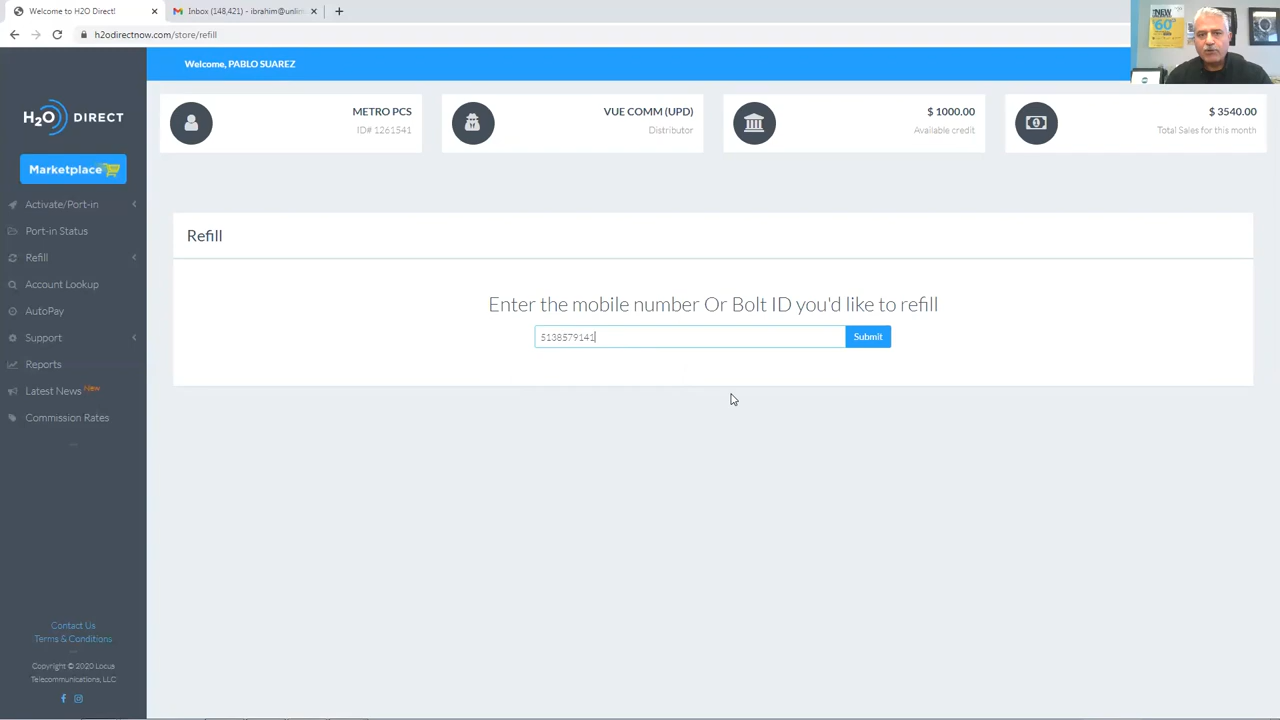 Welcome to H2O Direct!
Inbox (148,421) - ibrahim@unlim
h2odirectnow.com/store/refill
NEW
$60
Welcome, PABLO SUAREZ
H2O DIRECT
METRO PCS
ID# 1261541
VUE COMM (UPD)
Distributor
$ 1000.00
Available credit
$ 3540.00
Total Sales for this month
Marketplace
Activate/Port-in
Port-in Status
Refill
Account Lookup
AutoPay
Support
Reports
Latest News New
Commission Rates
Refill
Enter the mobile number Or Bolt ID you'd like to refill
5138579141
Submit
Contact Us
Terms & Conditions
Copyright © 2020 Locus
Telecommunications, LLC